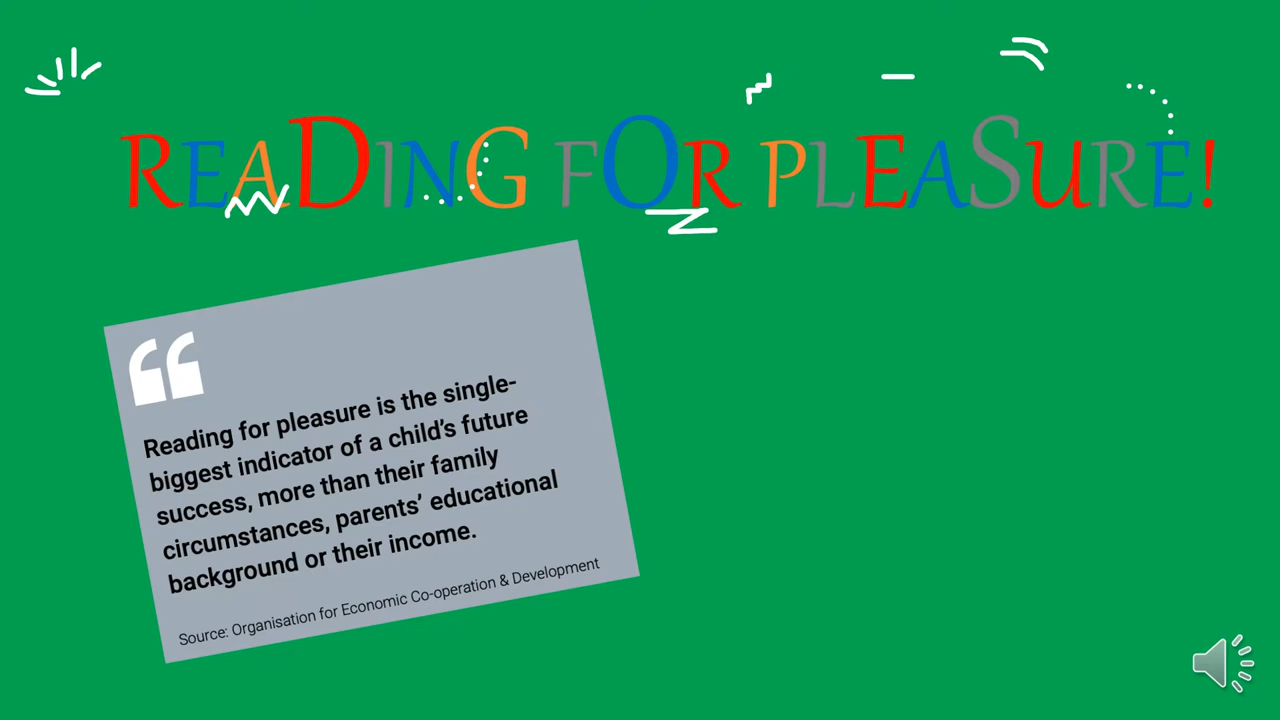 READING FOR PLEASURE!
“
Reading for pleasure is the single-
biggest indicator of a child’s future
success, more than their family
circumstances, parents’ educational
background or their income.
Source: Organisation for Economic Co-operation & Development